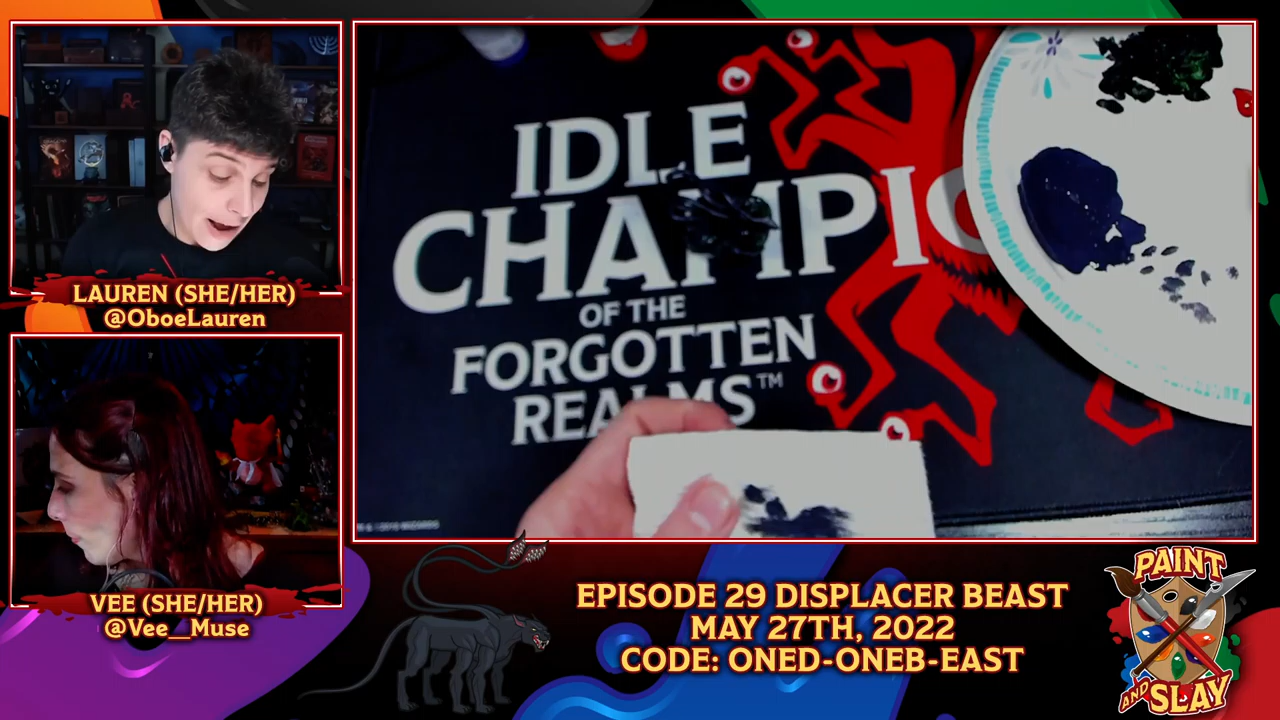 LAUREN (SHE/HER)
@OboeLauren
VEE (SHE/HER)
@Vee__Muse
IDLE
CHAMPIO
OF THE
FORGOTTEN
REALMS™
EPISODE 29 DISPLACER BEAST
MAY 27TH, 2022
CODE: ONED-ONEB-EAST
PAINT
AND SLAY